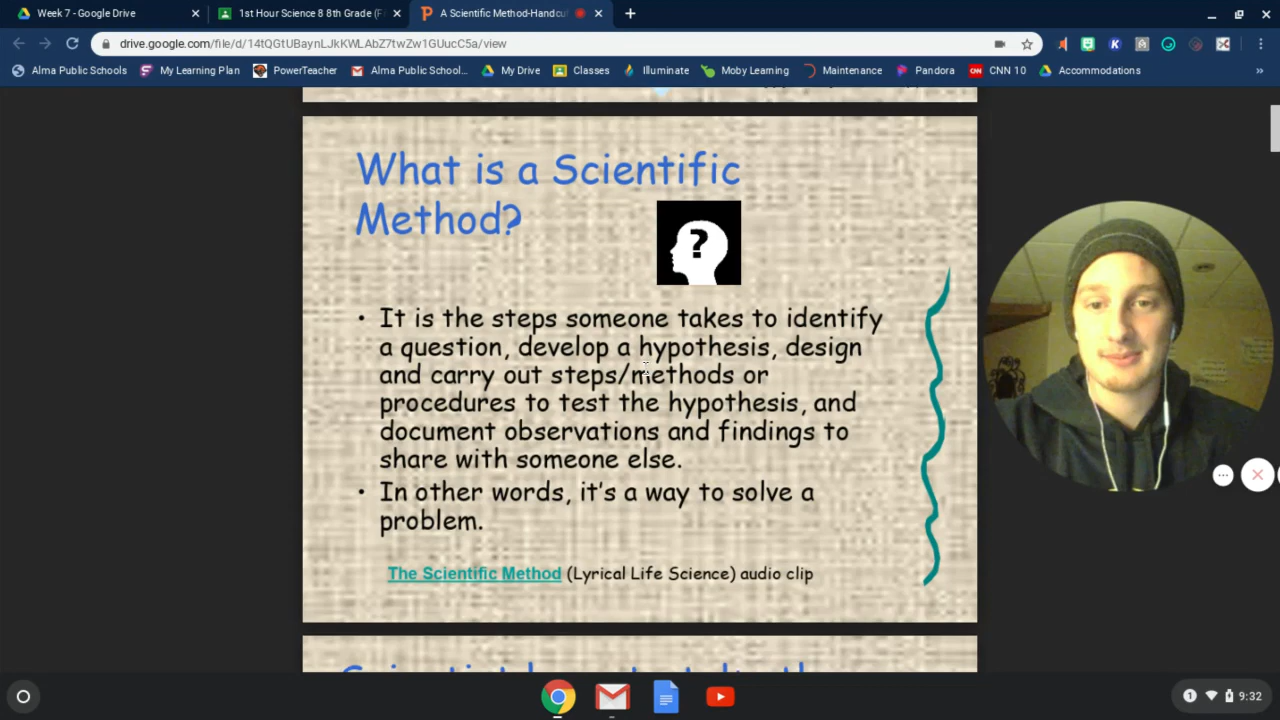 Week 7 - Google Drive
1st Hour Science 8 8th Grade (F
A Scientific Method-Handcu
drive.google.com/file/d/14tQGtUBaynLJkKWLAbZ7twZw1GUucC5a/view
Alma Public Schools
My Learning Plan
PowerTeacher
Alma Public School...
My Drive
Classes
Illuminate
Moby Learning
Maintenance
Pandora
CNN 10
Accommodations
»
What is a Scientific
Method?
?
• It is the steps someone takes to identify
a question, develop a hypothesis, design
and carry out steps/methods or
procedures to test the hypothesis, and
document observations and findings to
share with someone else.
• In other words, it's a way to solve a
problem.
The Scientific Method (Lyrical Life Science) audio clip
1
9:32